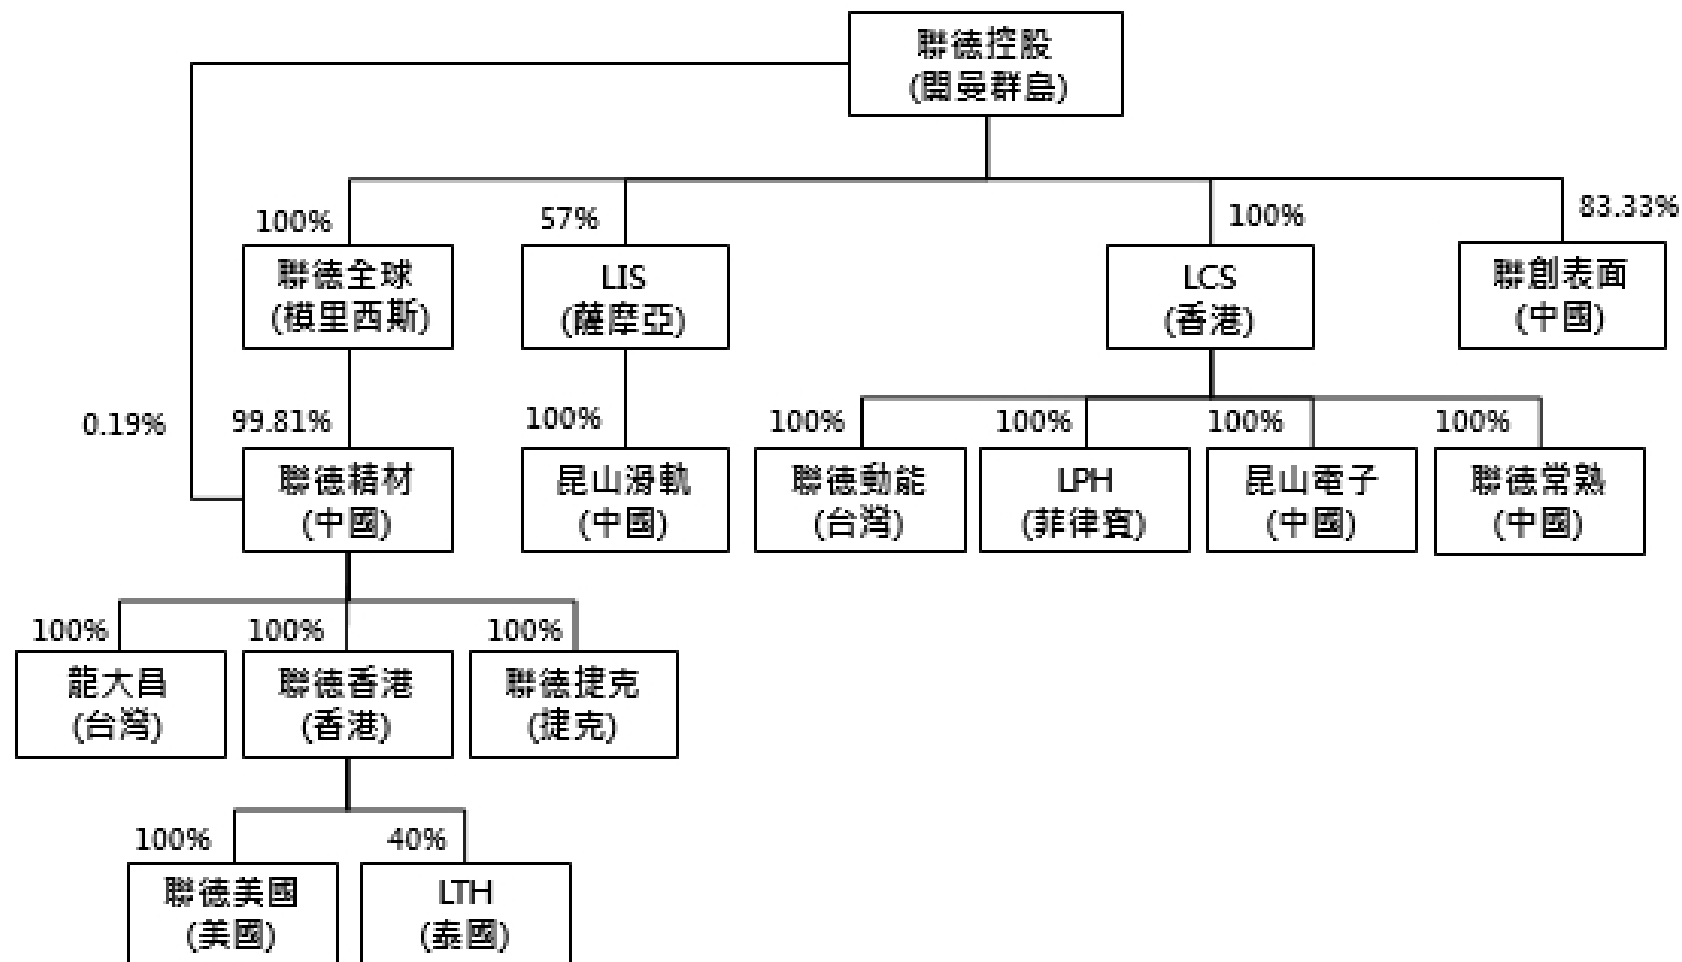 聯德控股
(開曼群島)
100%
57%
100%
83.33%
聯德全球
(模里西斯)
LIS
(薩摩亞)
LCS
(香港)
聯創表面
(中國)
0.19%
99.81%
100%
100%
100%
100%
100%
聯德精材
(中國)
昆山滑軌
(中國)
聯德動能
(台灣)
LPH
(菲律賓)
昆山電子
(中國)
聯德常熟
(中國)
100%
100%
100%
龍大昌
(台灣)
聯德香港
(香港)
聯德捷克
(捷克)
100%
40%
聯德美國
(美國)
LTH
(泰國)